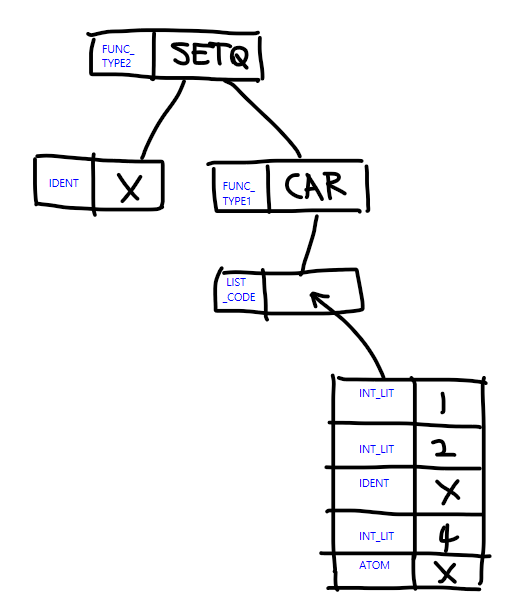 FUNC_
TYPE2
SETQ
IDENT
X
FUNC_
TYPE1
CAR
LIST
_CODE
INT_LIT
1
INT_LIT
2
IDENT
X
INT_LIT
4
ATOM
X